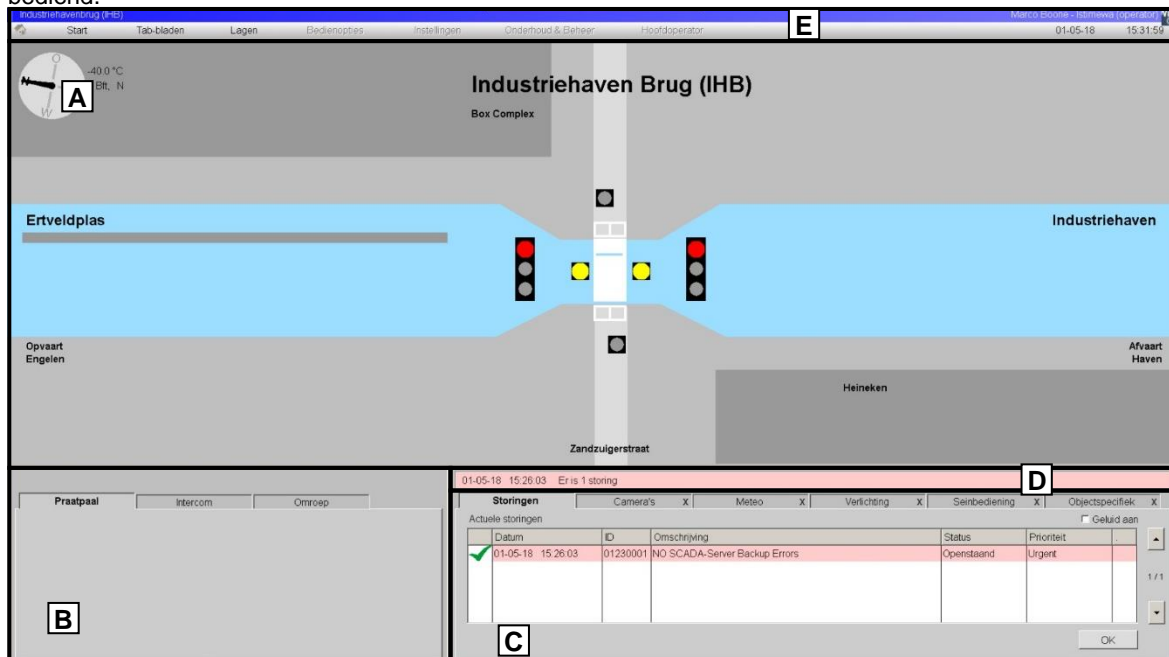 bediend.
Industriehavenbrug (IHB) Marco Boone - Istimewa (operator)
Start Tab-bladen Lagen Bedienopties Instellingen Onderhoud & Beheer Hoofdoperator E 01-05-18 15:31:59
O -40.0 °C
A Bft, N
W
Industriehaven Brug (IHB)
Box Complex
Ertveldplas Industriehaven
Opvaart Afvaart
Engelen Haven
Heineken
Zandzuigerstraat
01-05-18 15:26:03 Er is 1 storing D
Praatpaal Intercom Omroep
Storingen Camera's X Meteo X Verlichting X Seinbediening X Objectspecifiek X
Actuele storingen Geluid aan
Datum ID Omschrijving Status Prioriteit .
01-05-18 15:26:03 01230001 NO SCADA-Server Backup Errors Openstaand Urgent
1 / 1
B C OK